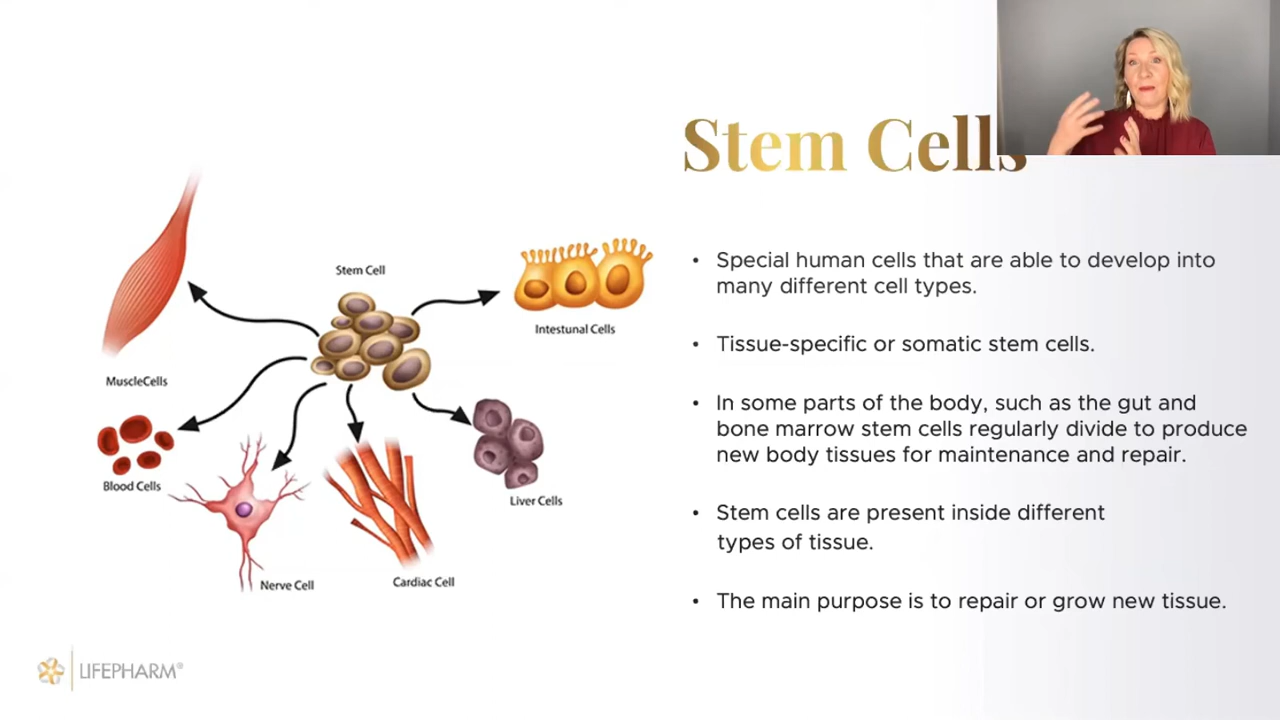 Stem Cells
Stem Cell
Intestunal Cells
MuscleCells
Blood Cells
Liver Cells
Nerve Cell
Cardiac Cell
• Special human cells that are able to develop into
many different cell types.
• Tissue-specific or somatic stem cells.
• In some parts of the body, such as the gut and
bone marrow stem cells regularly divide to produce
new body tissues for maintenance and repair.
• Stem cells are present inside different
types of tissue.
• The main purpose is to repair or grow new tissue.
LIFEPHARM®